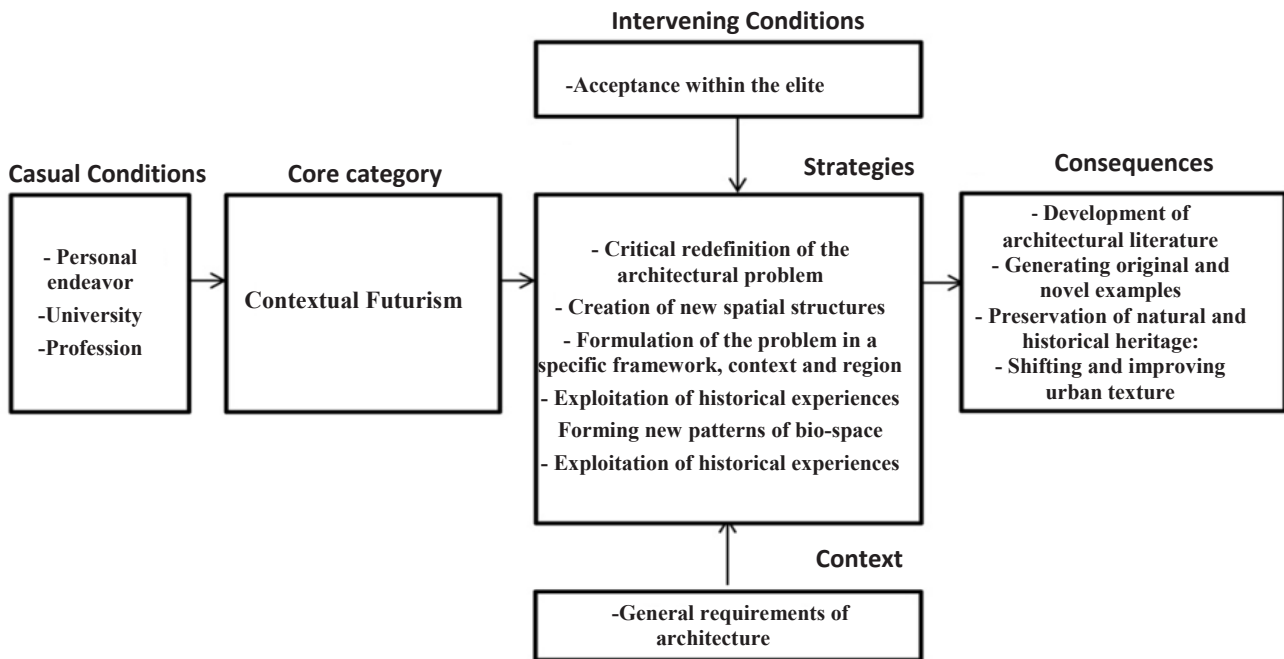 Intervening Conditions
-Acceptance within the elite
Casual Conditions
- Personal
endeavor
-University
-Profession
Core category
Contextual Futurism
Strategies
- Critical redefinition of the
architectural problem
- Creation of new spatial structures
- Formulation of the problem in a
specific framework, context and region
- Exploitation of historical experiences
Forming new patterns of bio-space
- Exploitation of historical experiences
Consequences
- Development of
architectural literature
- Generating original and
novel examples
- Preservation of natural and
historical heritage:
- Shifting and improving
urban texture
Context
-General requirements of
architecture